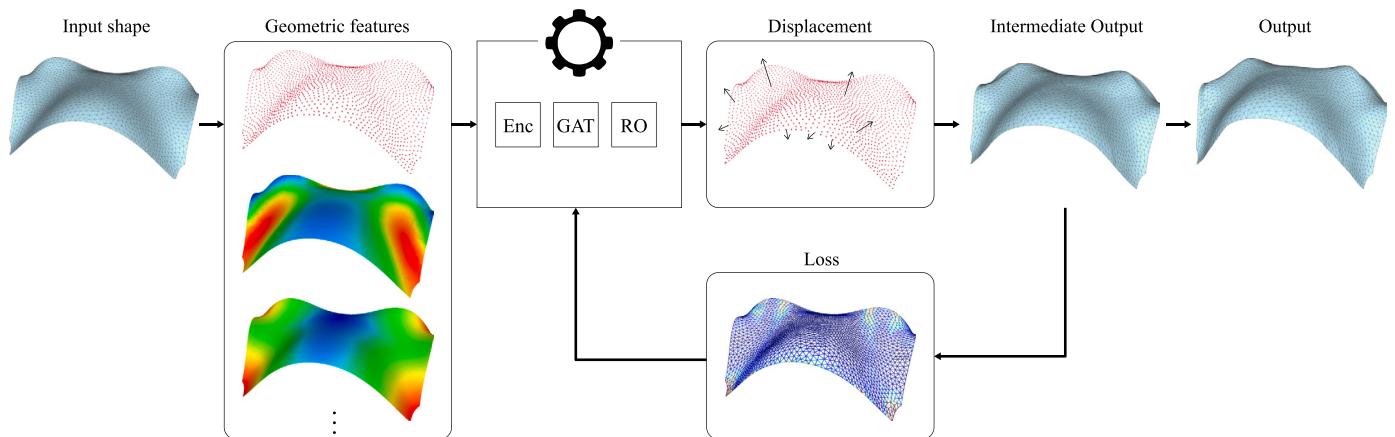 Input shape
Geometric features
Displacement
Intermediate Output
Output
Enc
GAT
RO
Loss